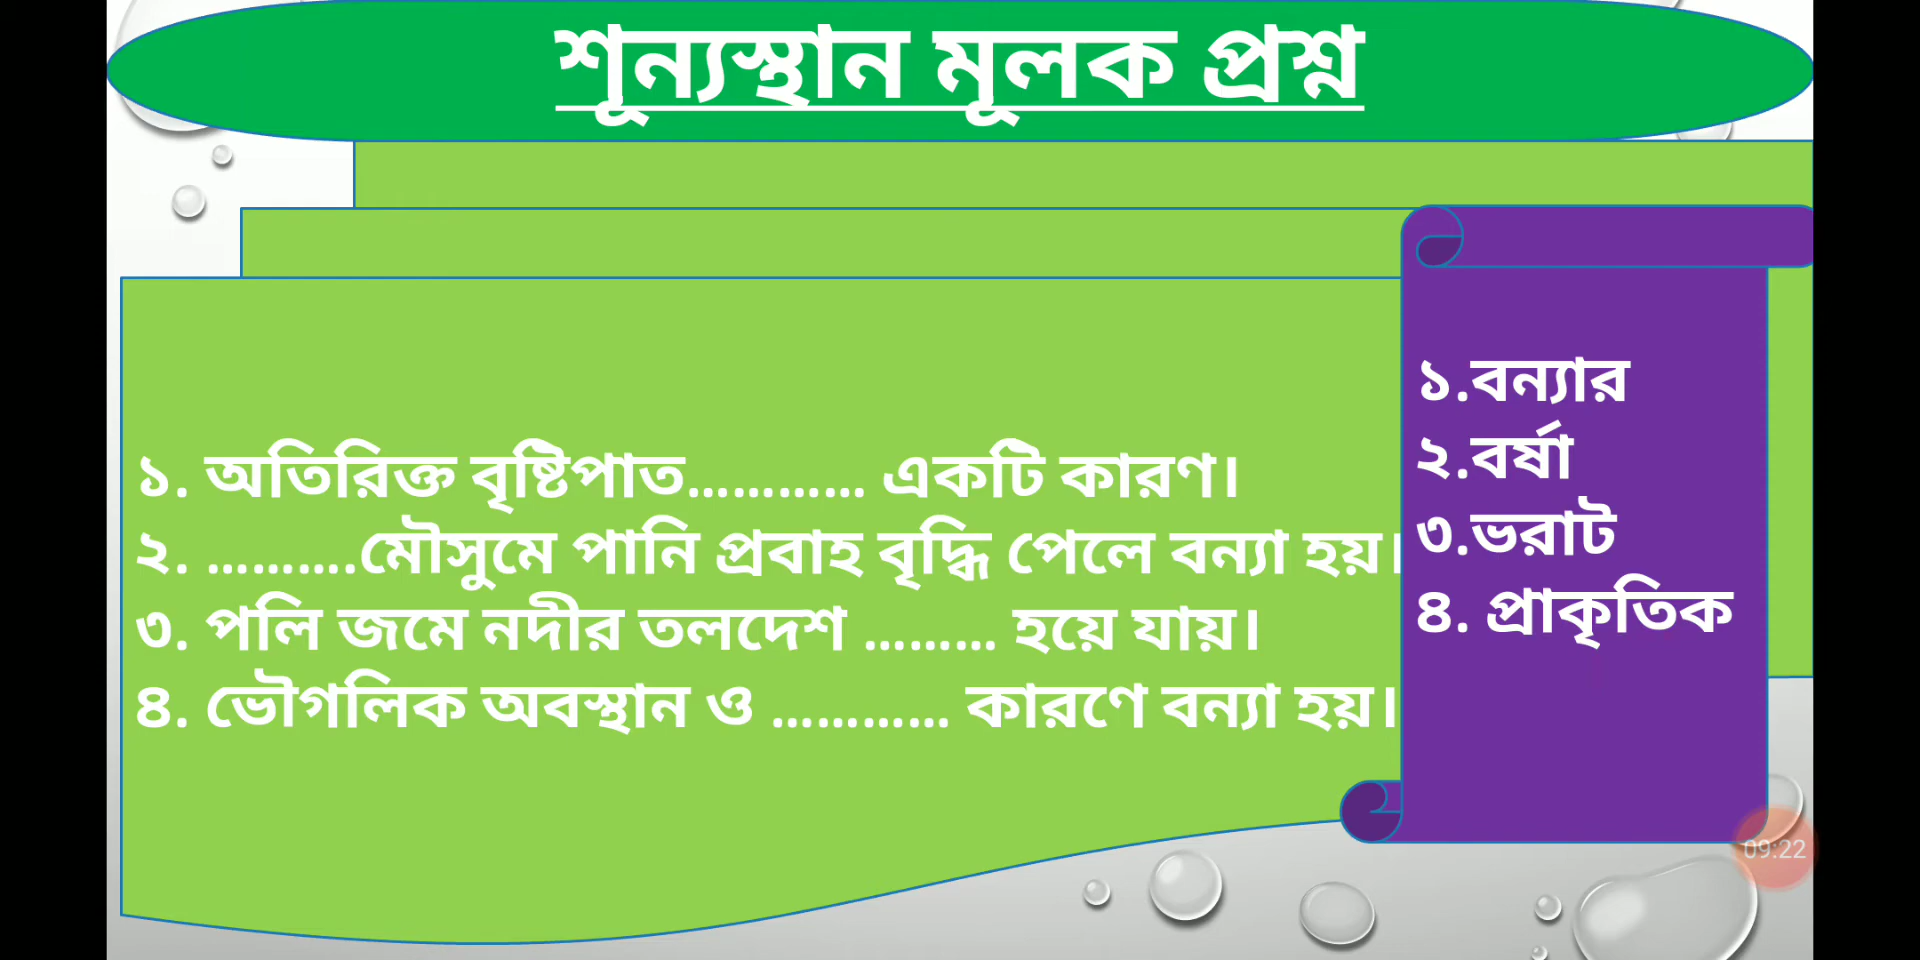 শূন্যস্থান মূলক প্রশ্ন
১. অতিরিক্ত বৃষ্টিপাত............ একটি কারণ।
২. ..........মৌসুমে পানি প্রবাহ বৃদ্ধি পেলে বন্যা হয়।
৩. পলি জমে নদীর তলদেশ ......... হয়ে যায়।
৪. ভৌগলিক অবস্থান ও ............ কারণে বন্যা হয়।
১.বন্যার
২.বর্ষা
৩.ভরাট
৪. প্রাকৃতিক
09:22